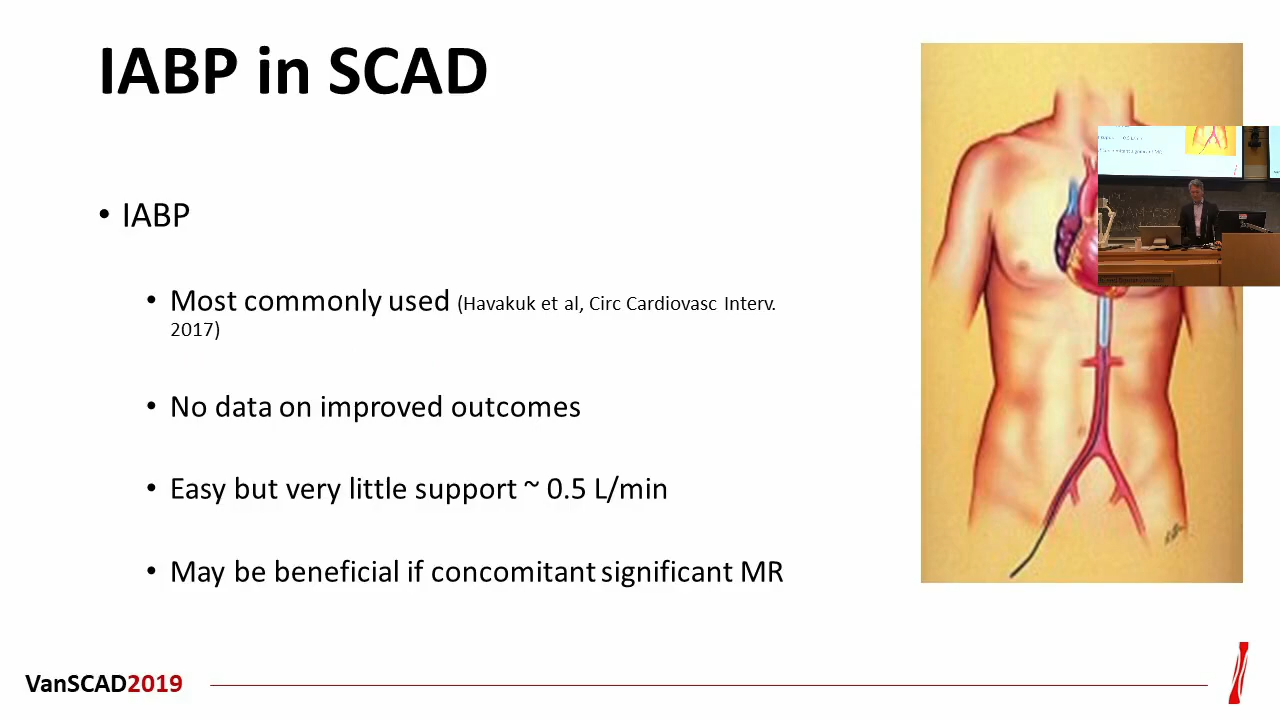 IABP in SCAD
• IABP
• Most commonly used (Havakuk et al, Circ Cardiovasc Interv.
2017)
• No data on improved outcomes
• Easy but very little support ~ 0.5 L/min
• May be beneficial if concomitant significant MR
VanSCAD2019